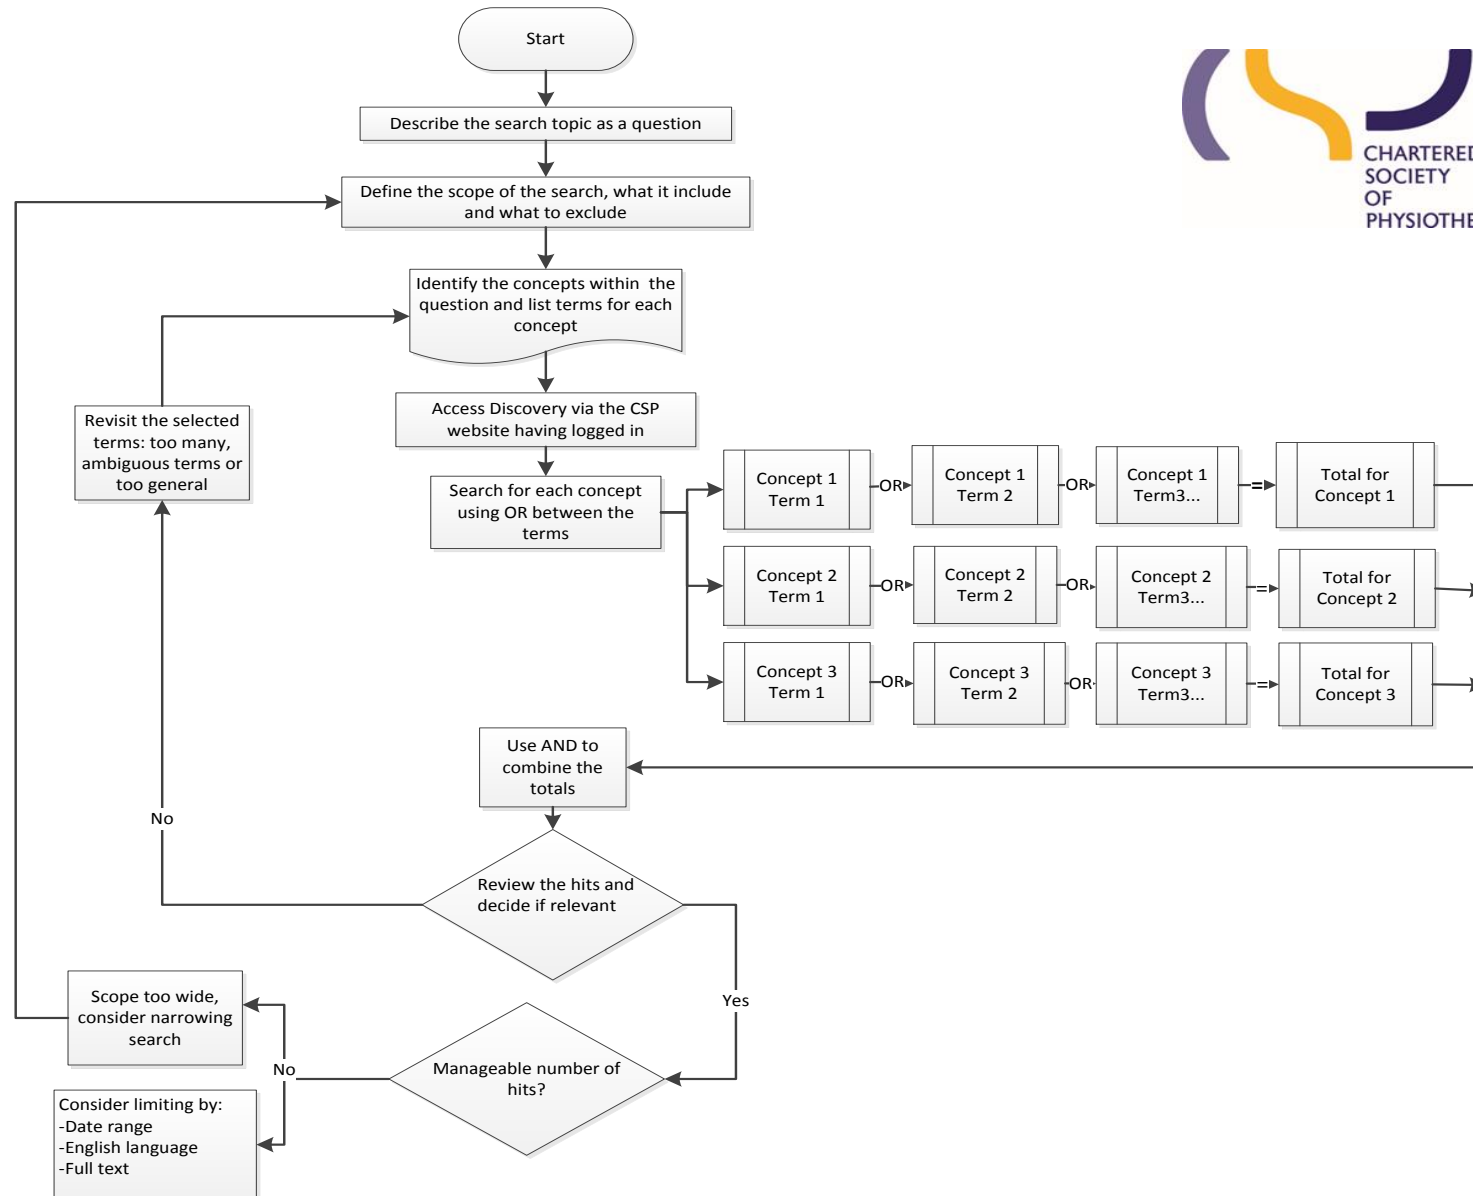 Start
CHARTERED
SOCIETY
OF
PHYSIOTHE
Describe the search topic as a question
Define the scope of the search, what it include
and what to exclude
Identify the concepts within the
question and list terms for each
concept
Revisit the selected
terms: too many,
ambiguous terms or
too general
Access Discovery via the CSP
website having logged in
Search for each concept
using OR between the
terms
Concept 1
Term 1
OR
Concept 1
Term 2
OR
Concept 1
Term3...
=
Total for
Concept 1
Concept 2
Term 1
OR
Concept 2
Term 2
OR
Concept 2
Term3...
=
Total for
Concept 2
Concept 3
Term 1
OR
Concept 3
Term 2
OR
Concept 3
Term3...
=
Total for
Concept 3
Use AND to
combine the
totals
No
Review the hits and
decide if relevant
Yes
Scope too wide,
consider narrowing
search
No
Manageable number of
hits?
Consider limiting by:
-Date range
-English language
-Full text